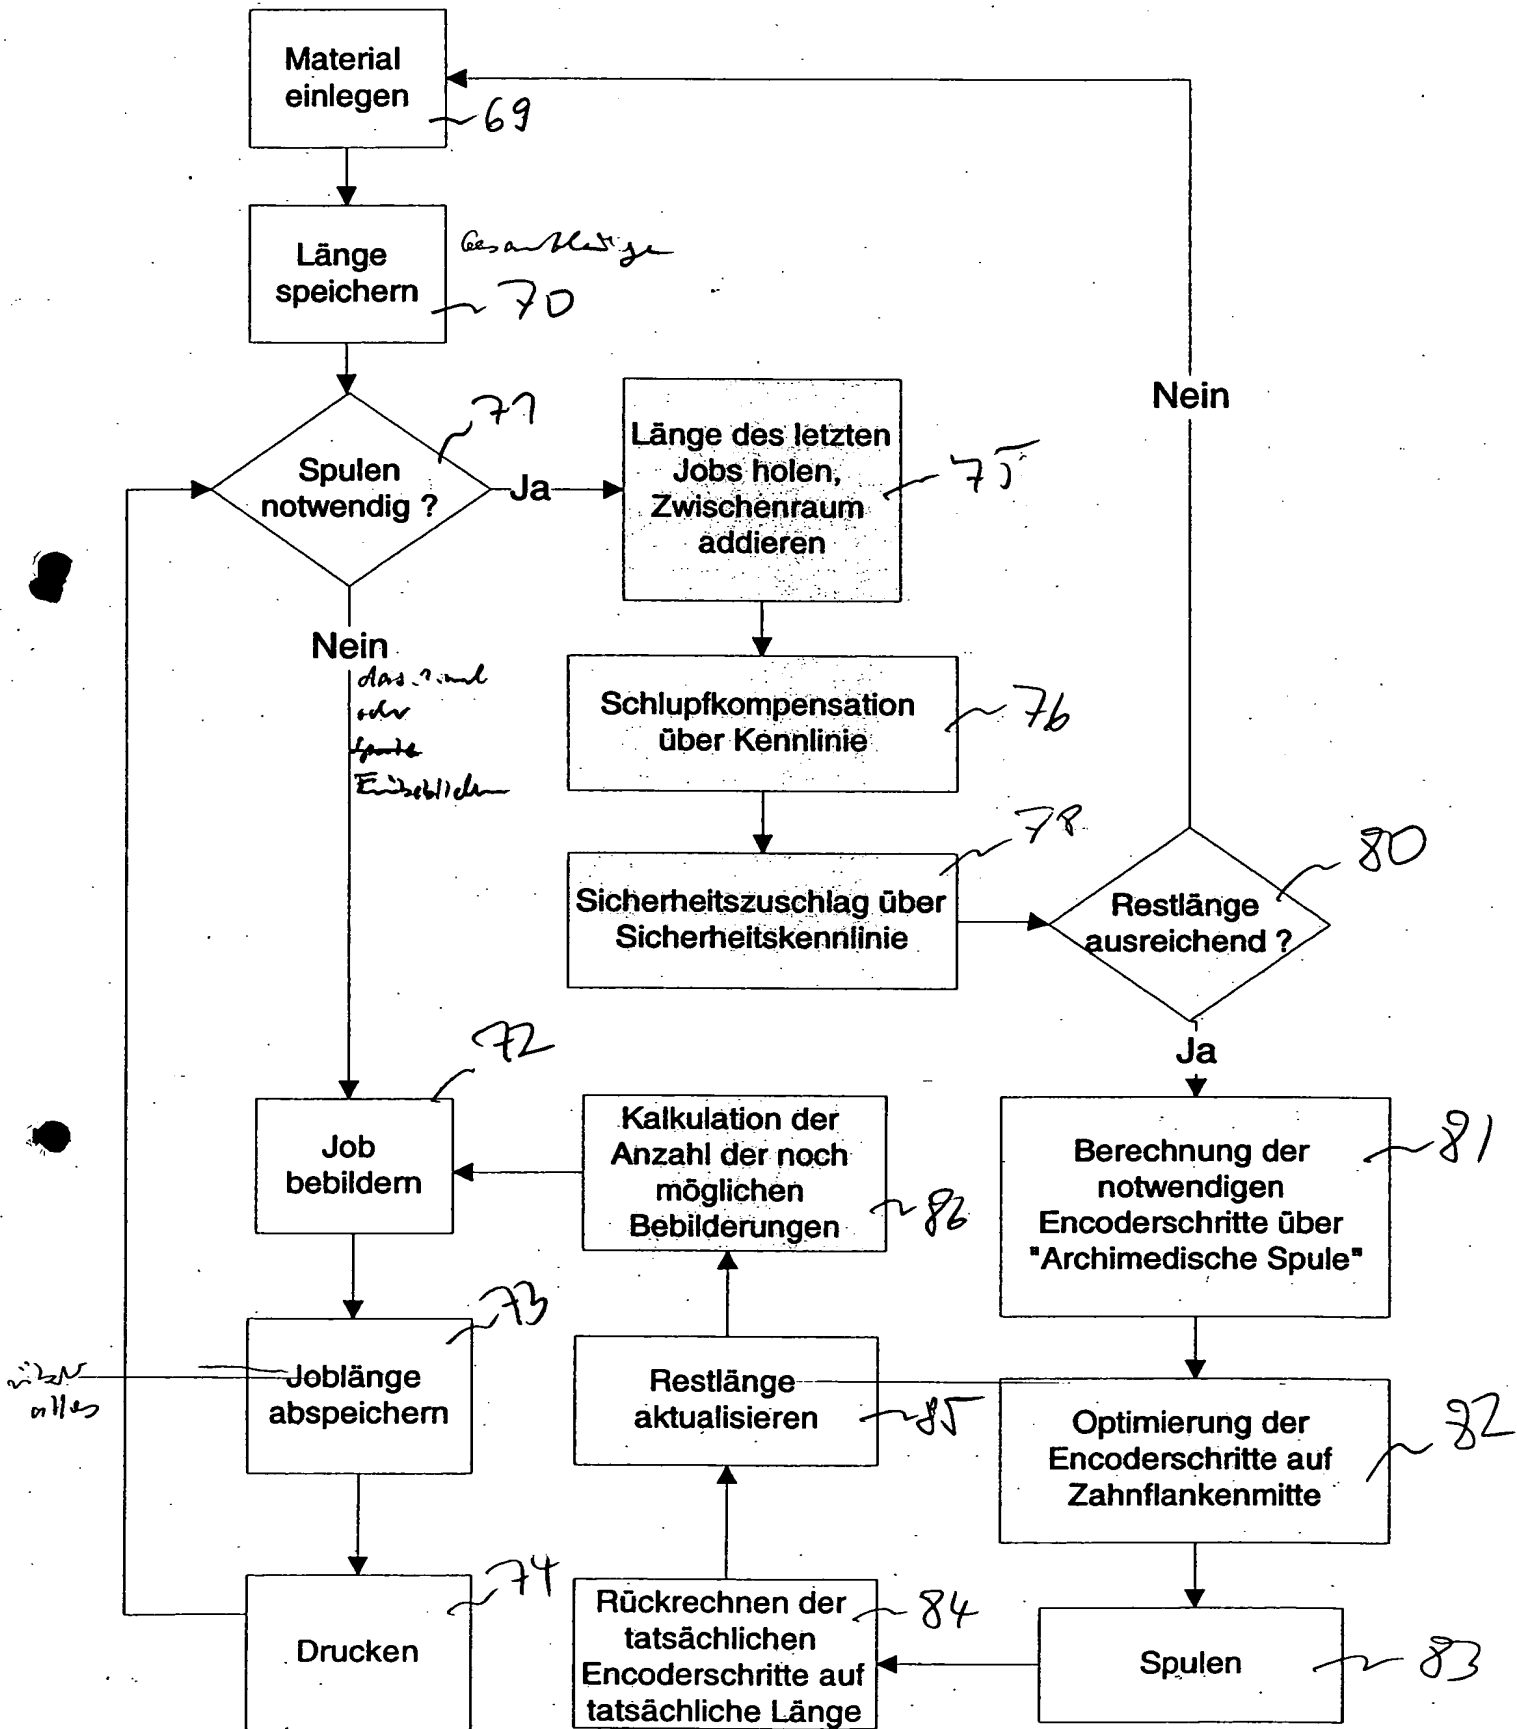 Material
einlegen
69
Länge
speichern
70
71
Spulen
notwendig ?
Ja
Länge des letzten
Jobs holen,
Zwischenraum
addieren
75
Nein
Nein
oder
Schlupfkompensation
über Kennlinie
76
78
Sicherheitszuschlag über
Sicherheitskennlinie
80
Restlänge
ausreichend ?
Ja
72
Job
bebildern
Kalkulation der
Anzahl der noch
möglichen
Bebilderungen
86
Berechnung der
notwendigen
Encoderschritte über
"Archimedische Spule"
81
73
Joblänge
abspeichern
über
alles
Restlänge
aktualisieren
85
Optimierung der
Encoderschritte auf
Zahnflankenmitte
82
74
Drucken
Rückrechnen der
tatsächlichen
Encoderschritte auf
tatsächliche Länge
84
Spulen
83